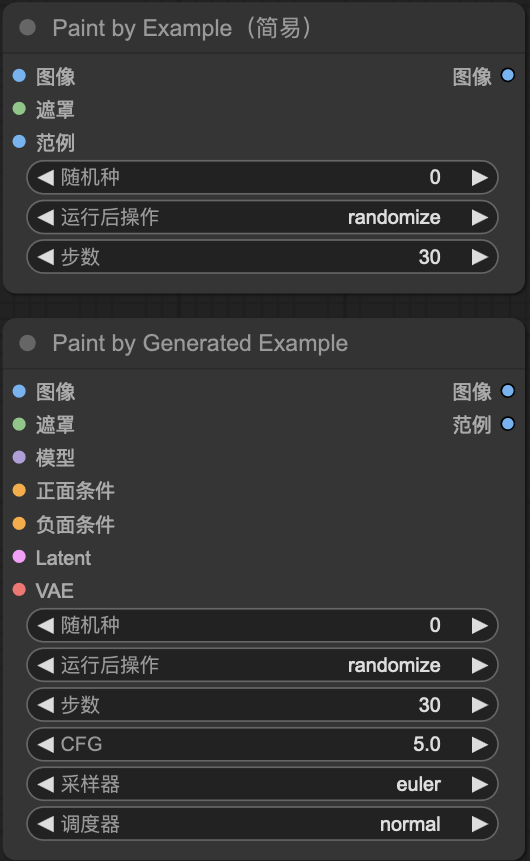 Paint by Example（简易）
图像 图像
遮罩
范例
随机种 0
运行后操作 randomize
步数 30
Paint by Generated Example
图像 图像
遮罩 范例
模型
正面条件
负面条件
Latent
VAE
随机种 0
运行后操作 randomize
步数 30
CFG 5.0
采样器 euler
调度器 normal